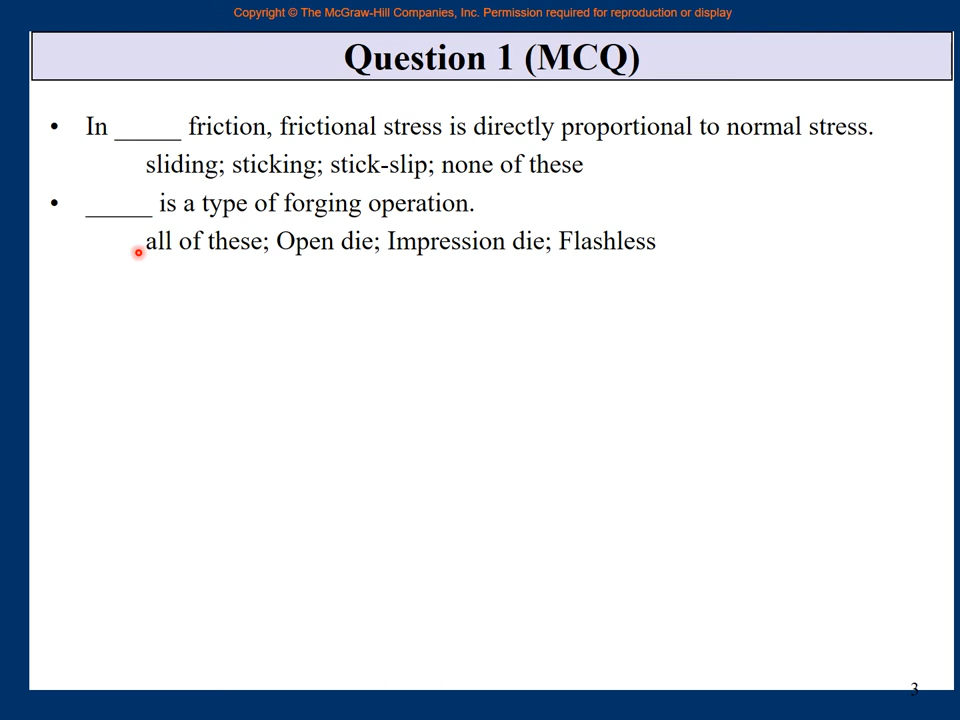 Copyright © The McGraw-Hill Companies, Inc. Permission required for reproduction or display
Question 1 (MCQ)
• In _____ friction, frictional stress is directly proportional to normal stress.
sliding; sticking; stick-slip; none of these
• _____ is a type of forging operation.
all of these; Open die; Impression die; Flashless
3